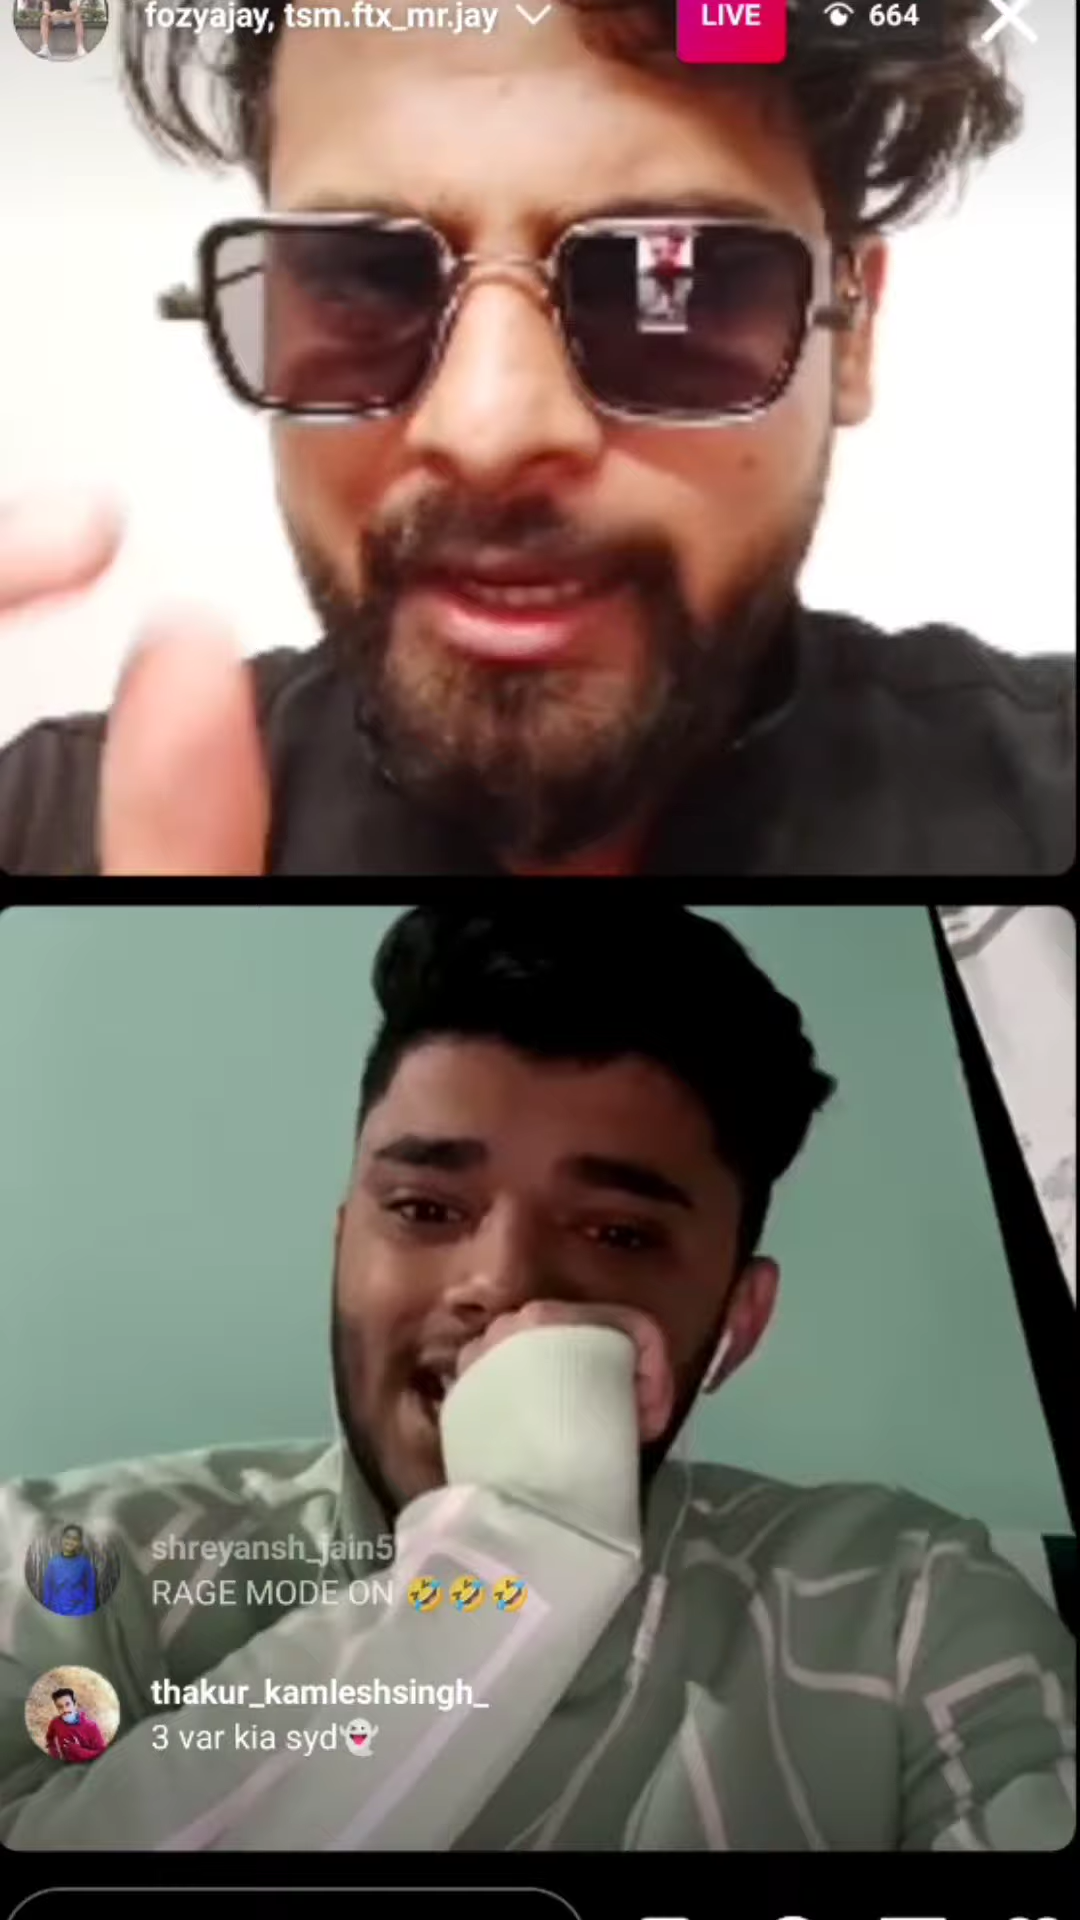 fozyajay, tsm.ftx_mr.jay
LIVE
664
shreyansh_jain5
RAGE MODE ON 🤣🤣🤣
thakur_kamleshsingh_
3 var kia syd👻